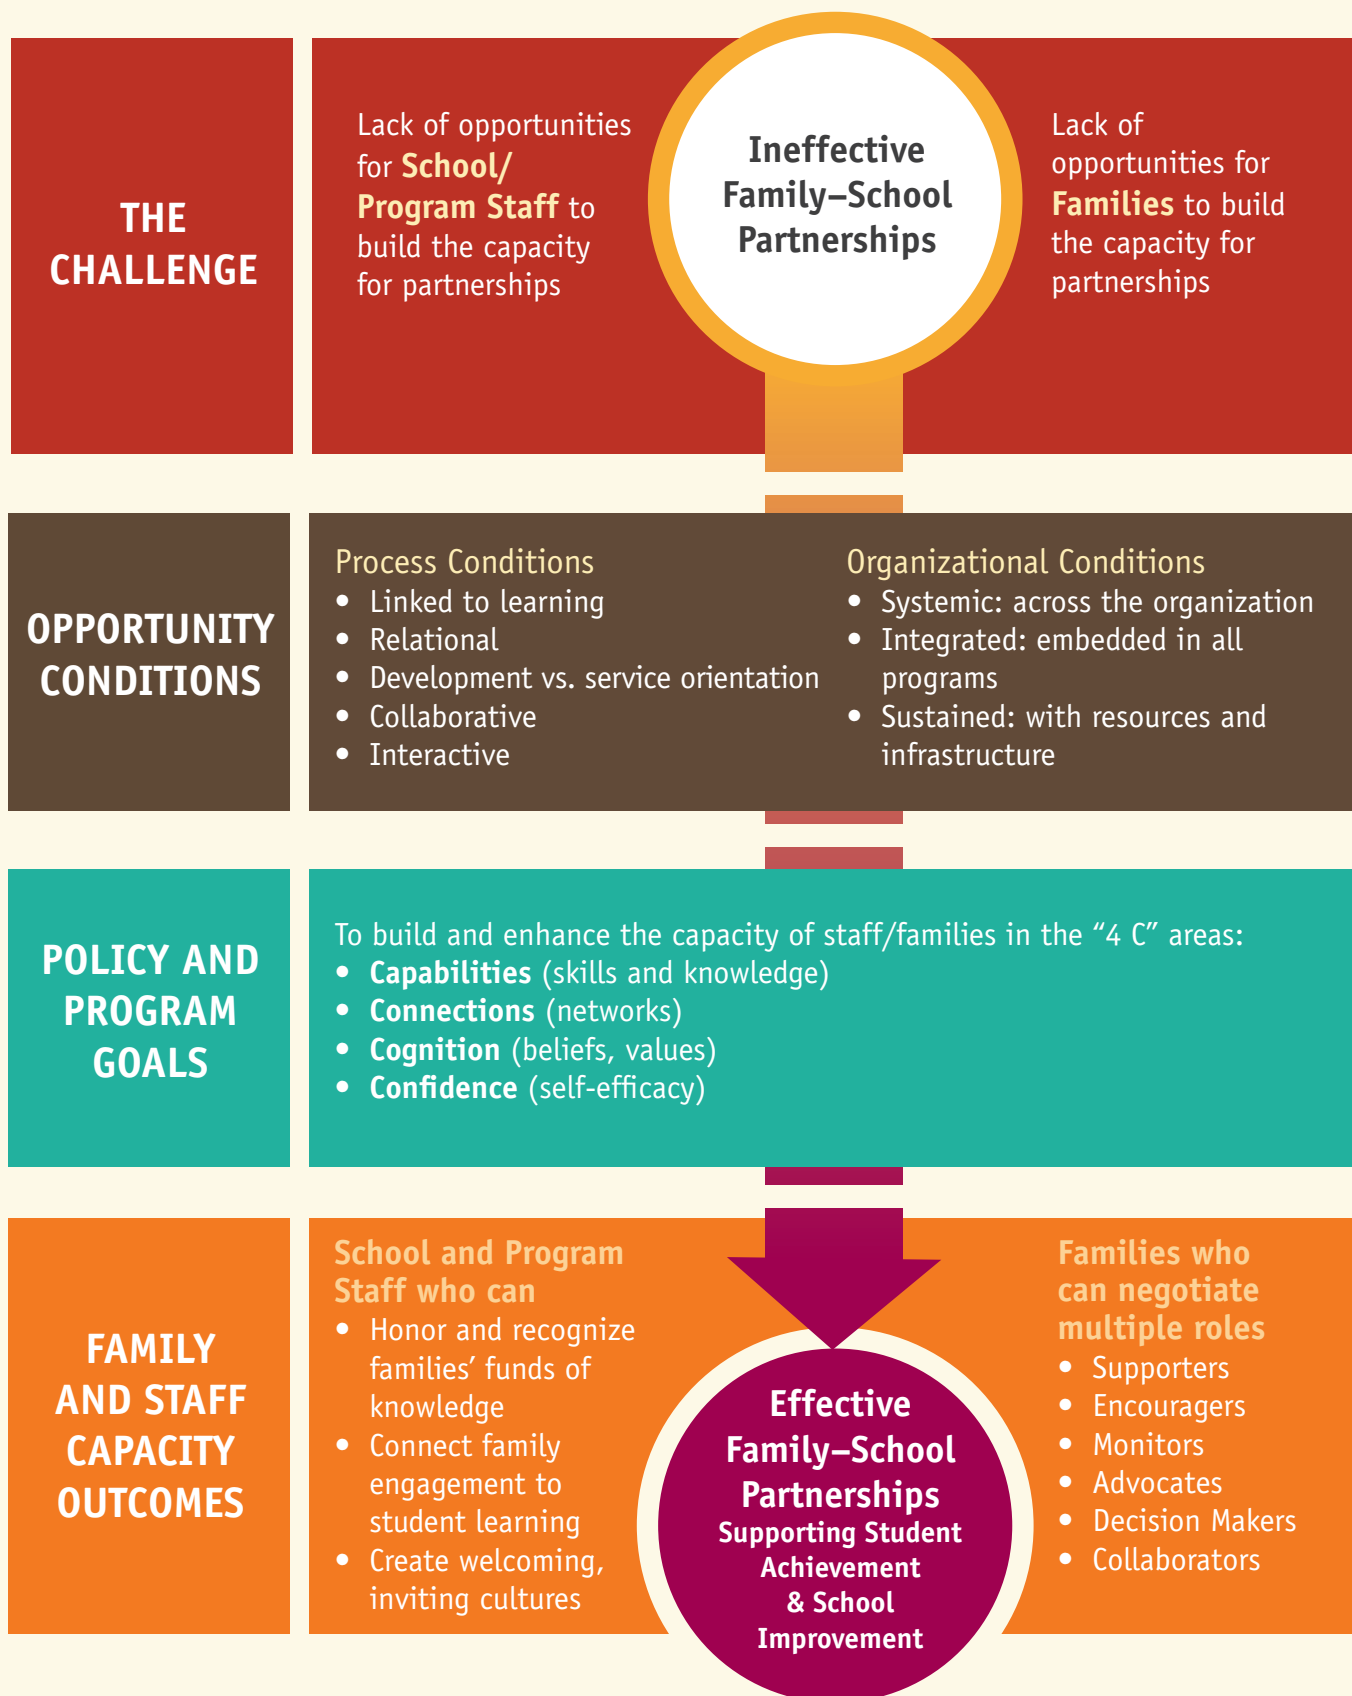 THE
CHALLENGE
Lack of opportunities
for School/
Program Staff to
build the capacity
for partnerships
Ineffective
Family–School
Partnerships
Lack of
opportunities for
Families to build
the capacity for
partnerships
OPPORTUNITY
CONDITIONS
Process Conditions
• Linked to learning
• Relational
• Development vs. service orientation
• Collaborative
• Interactive
Organizational Conditions
• Systemic: across the organization
• Integrated: embedded in all
programs
• Sustained: with resources and
infrastructure
POLICY AND
PROGRAM
GOALS
To build and enhance the capacity of staff/families in the “4 C” areas:
• Capabilities (skills and knowledge)
• Connections (networks)
• Cognition (beliefs, values)
• Confidence (self-efficacy)
FAMILY
AND STAFF
CAPACITY
OUTCOMES
School and Program
Staff who can
• Honor and recognize
families’ funds of
knowledge
• Connect family
engagement to
student learning
• Create welcoming,
inviting cultures
Effective
Family–School
Partnerships
Supporting Student
Achievement
& School
Improvement
Families who
can negotiate
multiple roles
• Supporters
• Encouragers
• Monitors
• Advocates
• Decision Makers
• Collaborators